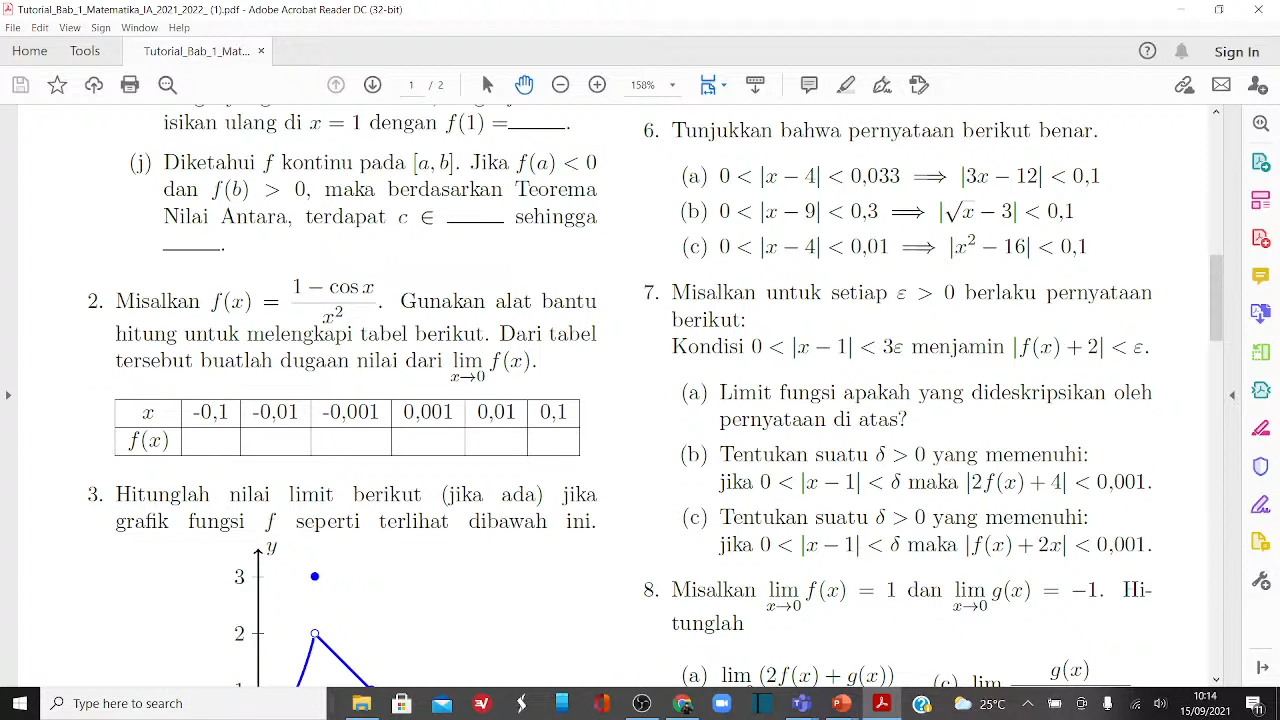 Tutorial_Bab_1_Matematika_IA_2021_2022_ (1).pdf - Adobe Acrobat Reader DC (32-bit)
File Edit View Sign Window Help
Home Tools Tutorial_Bab_1_Mat... × Sign In
1 / 2 158%
isikan ulang di x = 1 dengan f(1) =_____.
(j) Diketahui f kontinu pada [a, b]. Jika f(a) < 0
dan f(b) > 0, maka berdasarkan Teorema
Nilai Antara, terdapat c ∈ _____ sehingga
_____.
2. Misalkan f(x) = (1 − cos x)/x². Gunakan alat bantu
hitung untuk melengkapi tabel berikut. Dari tabel
tersebut buatlah dugaan nilai dari lim x→0 f(x).
x -0,1 -0,01 -0,001 0,001 0,01 0,1
f(x)
3. Hitunglah nilai limit berikut (jika ada) jika
grafik fungsi f seperti terlihat dibawah ini.
y
3
2
6. Tunjukkan bahwa pernyataan berikut benar.
(a) 0 < |x − 4| < 0,033 ⟹ |3x − 12| < 0,1
(b) 0 < |x − 9| < 0,3 ⟹ |√x − 3| < 0,1
(c) 0 < |x − 4| < 0,01 ⟹ |x² − 16| < 0,1
7. Misalkan untuk setiap ε > 0 berlaku pernyataan
berikut:
Kondisi 0 < |x − 1| < 3ε menjamin |f(x) + 2| < ε.
(a) Limit fungsi apakah yang dideskripsikan oleh
pernyataan di atas?
(b) Tentukan suatu δ > 0 yang memenuhi:
jika 0 < |x − 1| < δ maka |2f(x) + 4| < 0,001.
(c) Tentukan suatu δ > 0 yang memenuhi:
jika 0 < |x − 1| < δ maka |f(x) + 2x| < 0,001.
8. Misalkan lim x→0 f(x) = 1 dan lim x→0 g(x) = −1. Hi-
tunglah
(a) lim (2f(x) + g(x)) (c) lim g(x)
Type here to search
25°C
10:14
15/09/2021